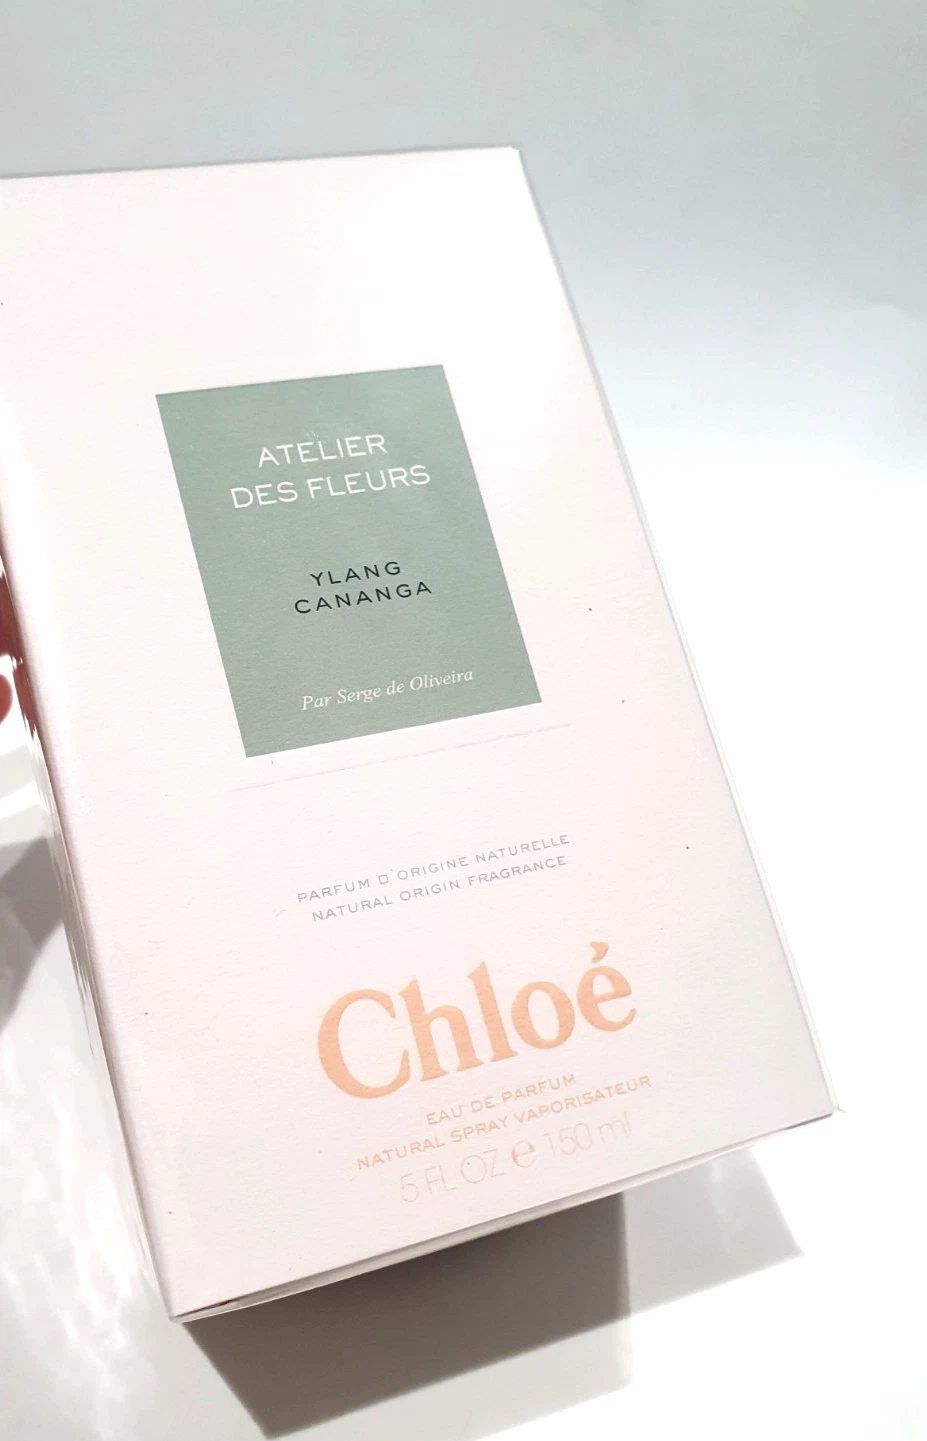 ATELIER
DES FLEURS
YLANG
CANANGA
Par Serge de Oliveira
PARFUM D'ORIGINE NATURELLE
NATURAL ORIGIN FRAGRANCE
Chloé
EAU DE PARFUM
NATURAL SPRAY VAPORISATEUR
5 FL OZ e 150 ml